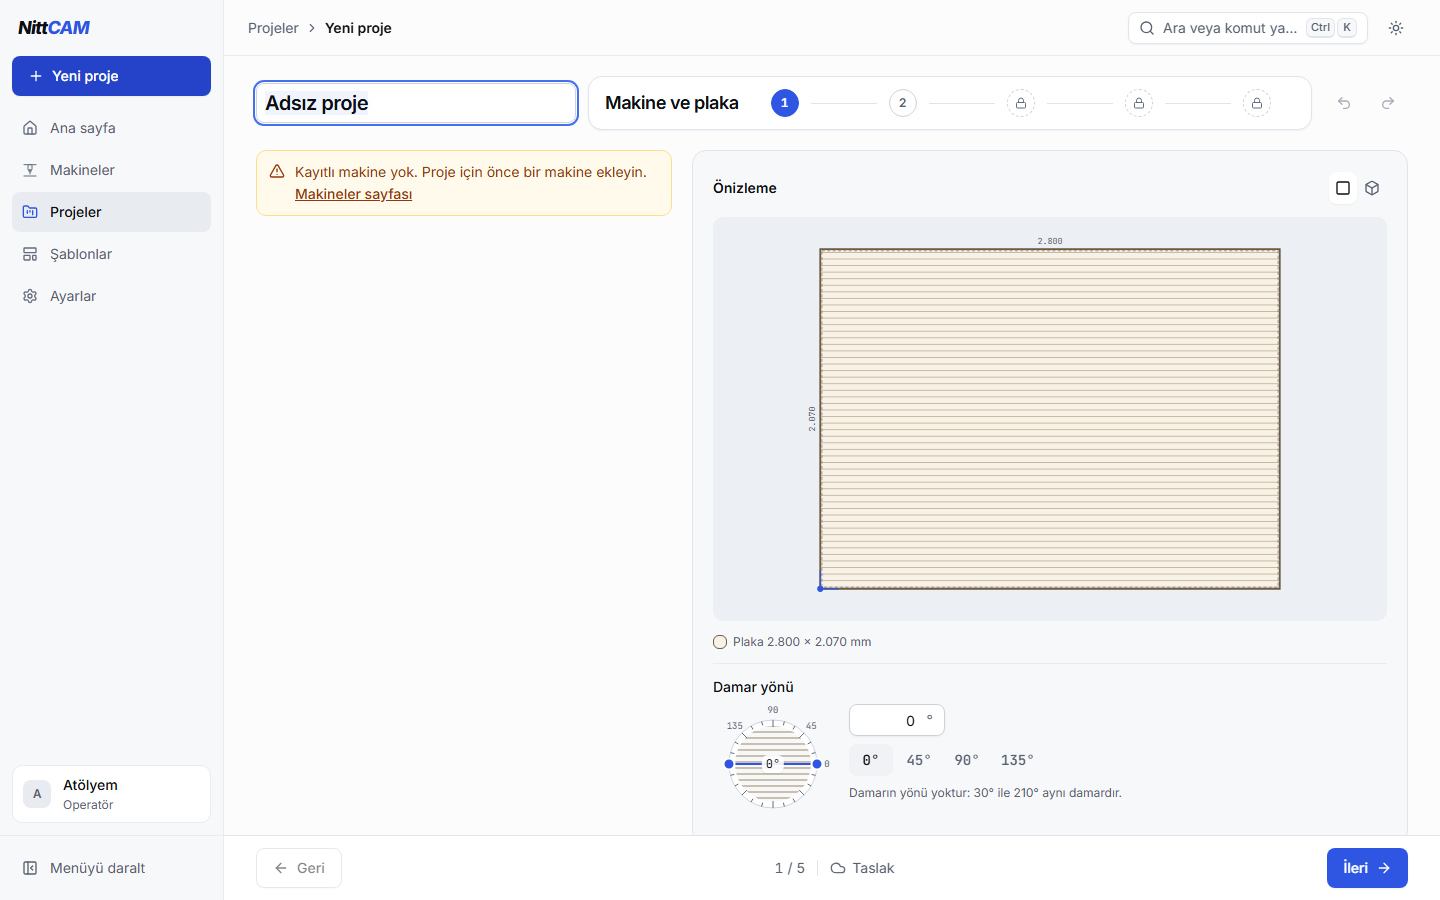 NittCAM
Yeni proje
Ana sayfa
Makineler
Projeler
Şablonlar
Ayarlar
A
Atölyem
Operatör
Menüyü daralt
Projeler
Yeni proje
Ara veya komut ya...
Ctrl
K
Adsız proje
Makine ve plaka
1
2
Kayıtlı makine yok. Proje için önce bir makine ekleyin.
Makineler sayfası
Önizleme
2.800
2.070
Plaka 2.800 × 2.070 mm
Damar yönü
90
135
45
0°
0
0 °
0°
45°
90°
135°
Damarın yönü yoktur: 30° ile 210° aynı damardır.
Geri
1 / 5
Taslak
İleri